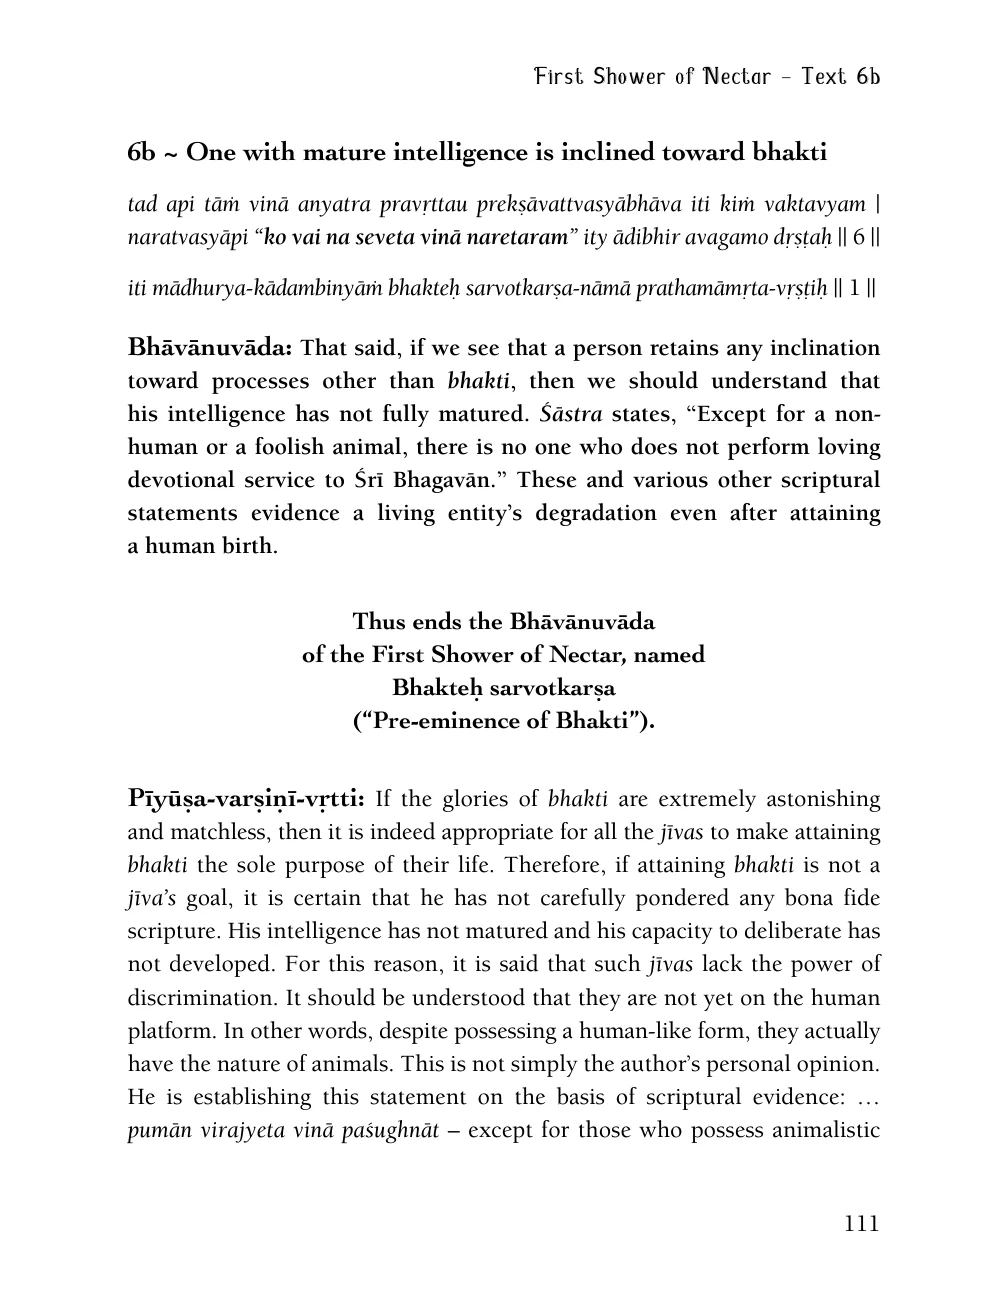 First Shower of Nectar – Text 6b
6b ~ One with mature intelligence is inclined toward bhakti
tad api tāṁ vinā anyatra pravṛttau prekṣāvattvasyābhāva iti kiṁ vaktavyam |
naratvasyāpi “ko vai na seveta vinā naretaram” ity ādibhir avagamo dṛṣṭaḥ || 6 ||
iti mādhurya-kādambinyāṁ bhakteḥ sarvotkarṣa-nāmā prathamāmṛta-vṛṣṭiḥ || 1 ||
Bhāvānuvāda: That said, if we see that a person retains any inclination
toward processes other than bhakti, then we should understand that
his intelligence has not fully matured. Śāstra states, “Except for a non-
human or a foolish animal, there is no one who does not perform loving
devotional service to Śrī Bhagavān.” These and various other scriptural
statements evidence a living entity’s degradation even after attaining
a human birth.
Thus ends the Bhāvānuvāda
of the First Shower of Nectar, named
Bhakteḥ sarvotkarṣa
(“Pre-eminence of Bhakti”).
Pīyūṣa-varṣiṇī-vṛtti: If the glories of bhakti are extremely astonishing
and matchless, then it is indeed appropriate for all the jīvas to make attaining
bhakti the sole purpose of their life. Therefore, if attaining bhakti is not a
jīva’s goal, it is certain that he has not carefully pondered any bona fide
scripture. His intelligence has not matured and his capacity to deliberate has
not developed. For this reason, it is said that such jīvas lack the power of
discrimination. It should be understood that they are not yet on the human
platform. In other words, despite possessing a human-like form, they actually
have the nature of animals. This is not simply the author’s personal opinion.
He is establishing this statement on the basis of scriptural evidence: …
pumān virajyeta vinā paśughnāt – except for those who possess animalistic
111